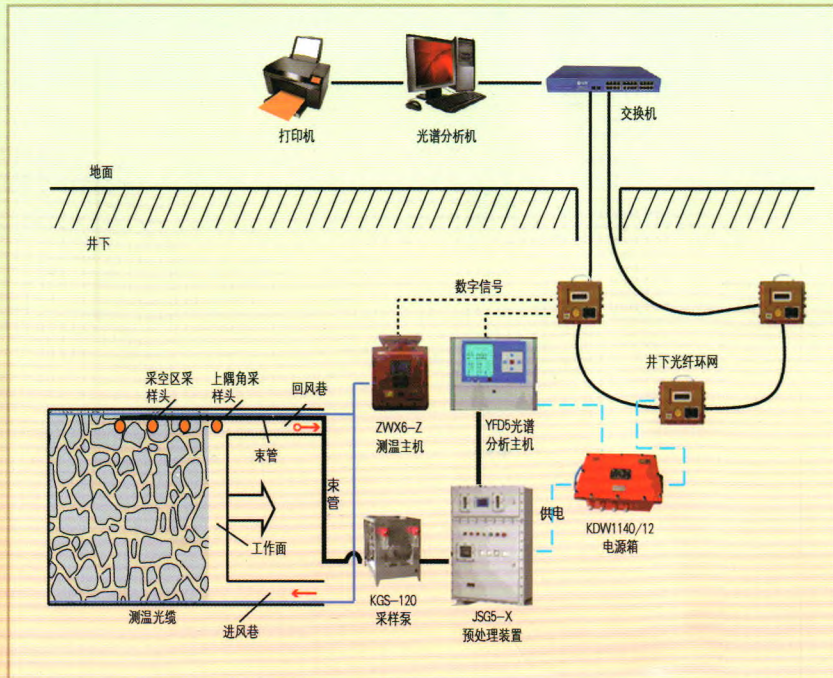 打印机
光谱分析机
交换机
地面
井下
数字信号
采空区采
样头
上隅角采
样头
回风巷
井下光纤环网
ZWX6-Z
测温主机
YFD5光谱
分析主机
束管
束管
供电
KDW1140/12
电源箱
工作面
KGS-120
采样泵
JSG5-X
预处理装置
测温光缆
进风巷